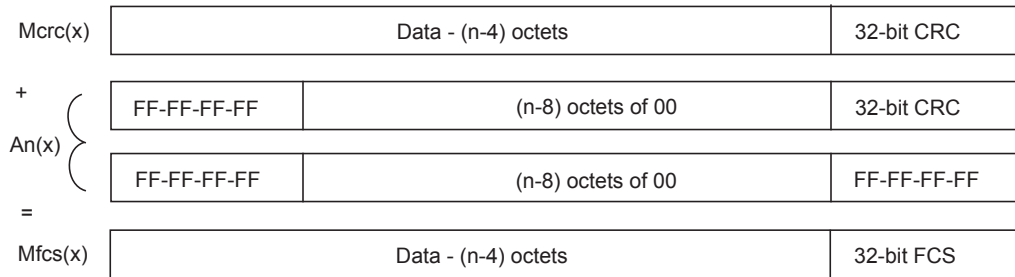 Mcrc(x) Data - (n-4) octets 32-bit CRC
+
FF-FF-FF-FF (n-8) octets of 00 32-bit CRC
An(x)
FF-FF-FF-FF (n-8) octets of 00 FF-FF-FF-FF
=
Mfcs(x) Data - (n-4) octets 32-bit FCS